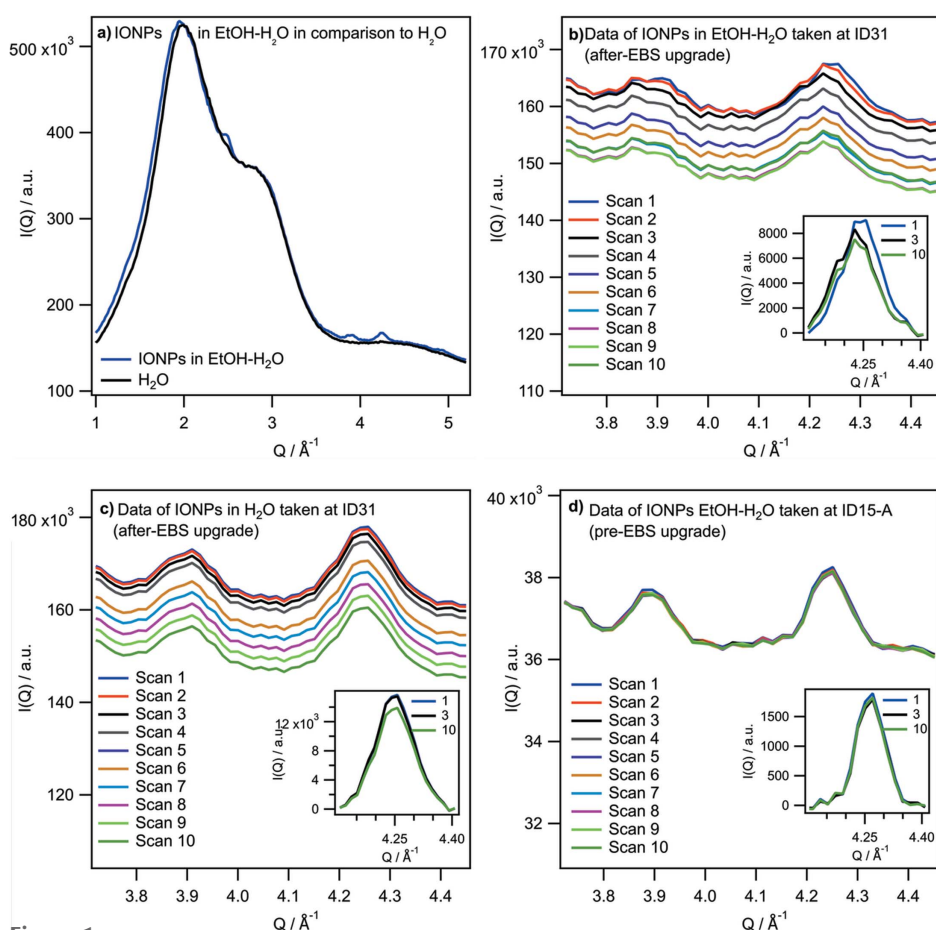 a) IONPs in EtOH-H₂O in comparison to H₂O
500 x10³
400
300
200
100
I(Q) / a.u.
IONPs in EtOH-H₂O
H₂O
1 2 3 4 5
Q / Å⁻¹
b) Data of IONPs in EtOH-H₂O taken at ID31
(after-EBS upgrade)
170 x10³
160
150
140
130
120
110
I(Q) / a.u.
Scan 1
Scan 2
Scan 3
Scan 4
Scan 5
Scan 6
Scan 7
Scan 8
Scan 9
Scan 10
8000
6000
4000
2000
0
I(Q) / a.u.
1
3
10
4.25 4.40
Q / Å⁻¹
3.8 3.9 4.0 4.1 4.2 4.3 4.4
Q / Å⁻¹
c) Data of IONPs in H₂O taken at ID31
(after-EBS upgrade)
180 x10³
160
140
120
I(Q) / a.u.
Scan 1
Scan 2
Scan 3
Scan 4
Scan 5
Scan 6
Scan 7
Scan 8
Scan 9
Scan 10
12 x10³
8
4
0
I(Q) / a.u.
1
3
10
4.25 4.40
Q / Å⁻¹
3.8 3.9 4.0 4.1 4.2 4.3 4.4
Q / Å⁻¹
d) Data of IONPs EtOH-H₂O taken at ID15-A
(pre-EBS upgrade)
40 x10³
38
36
34
32
I(Q) / a.u.
Scan 1
Scan 2
Scan 3
Scan 4
Scan 5
Scan 6
Scan 7
Scan 8
Scan 9
Scan 10
1500
1000
500
0
I(Q) / a.u.
1
3
10
4.25 4.40
Q / Å⁻¹
3.8 3.9 4.0 4.1 4.2 4.3 4.4
Q / Å⁻¹